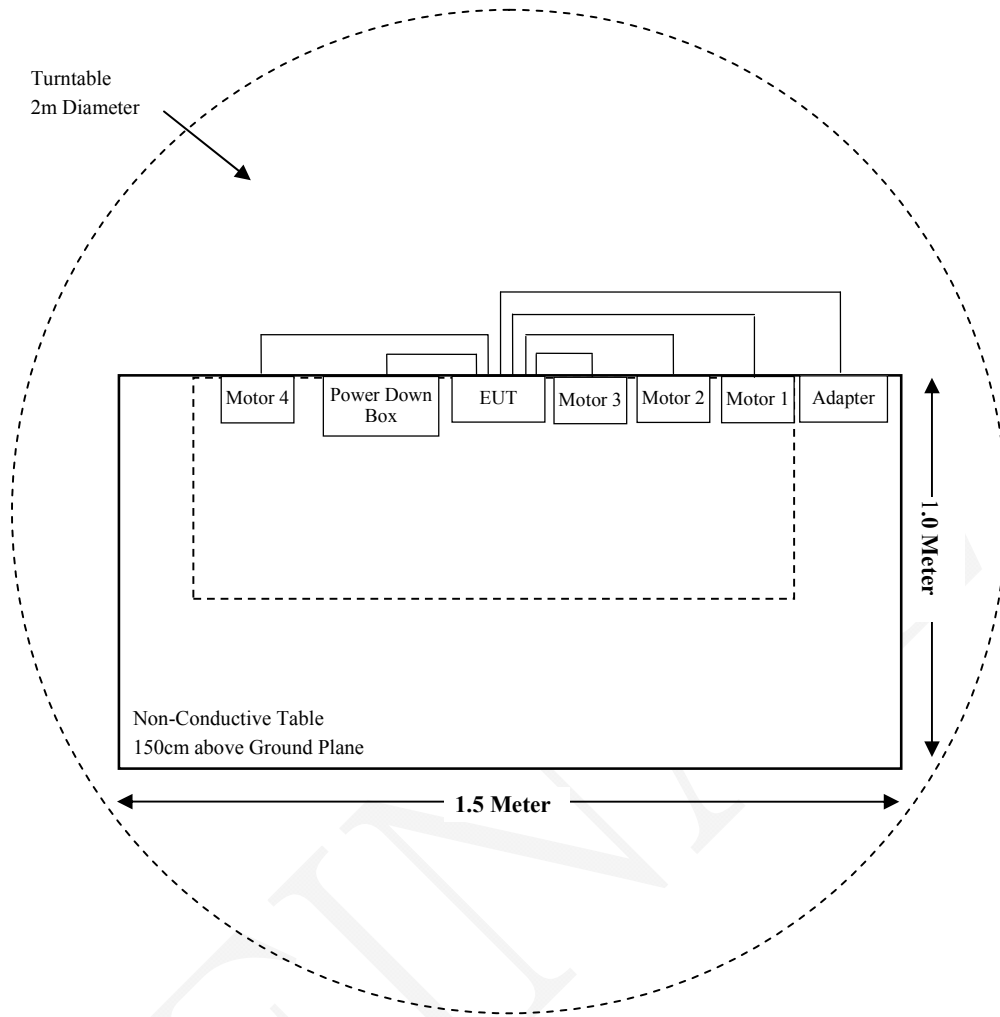 Turntable
2m Diameter
Motor 4
Power Down
Box
EUT
Motor 3
Motor 2
Motor 1
Adapter
1.0 Meter
Non-Conductive Table
150cm above Ground Plane
1.5 Meter